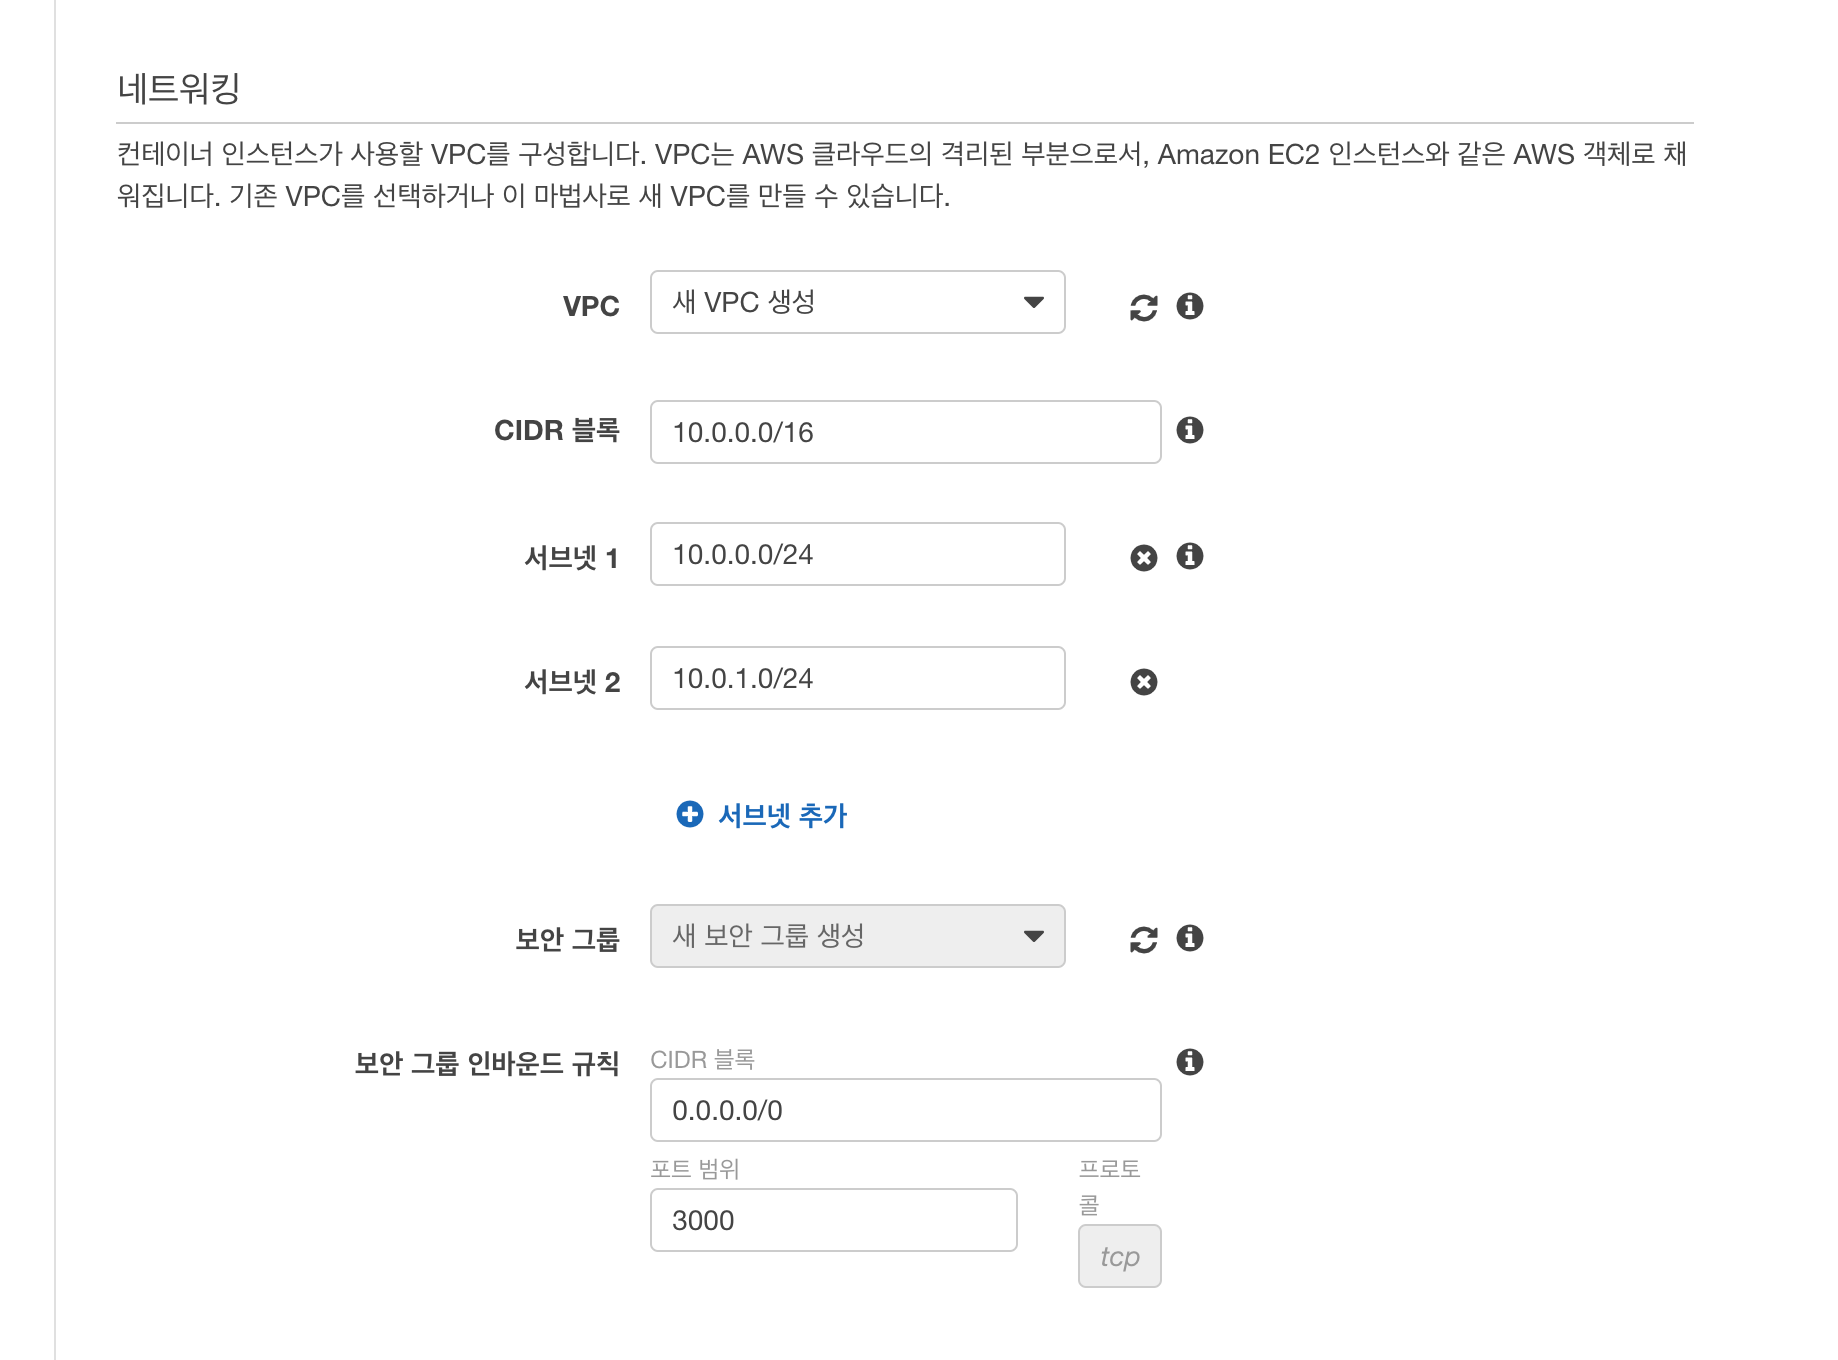 네트워킹
컨테이너 인스턴스가 사용할 VPC를 구성합니다. VPC는 AWS 클라우드의 격리된 부분으로서, Amazon EC2 인스턴스와 같은 AWS 객체로 채
워집니다. 기존 VPC를 선택하거나 이 마법사로 새 VPC를 만들 수 있습니다.
VPC 새 VPC 생성
CIDR 블록 10.0.0.0/16
서브넷 1 10.0.0.0/24
서브넷 2 10.0.1.0/24
서브넷 추가
보안 그룹 새 보안 그룹 생성
보안 그룹 인바운드 규칙 CIDR 블록
0.0.0.0/0
포트 범위 프로토
콜
3000
tcp